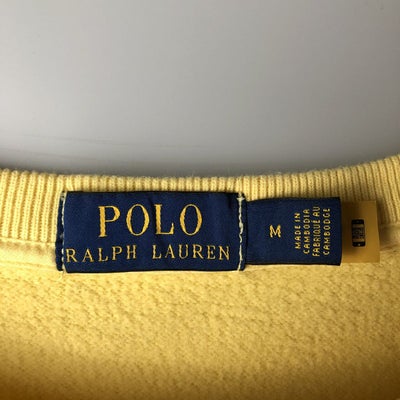 POLO
RALPH LAUREN
M
MADE IN
CAMBODIA
FABRIQUÉ AU
CAMBODGE